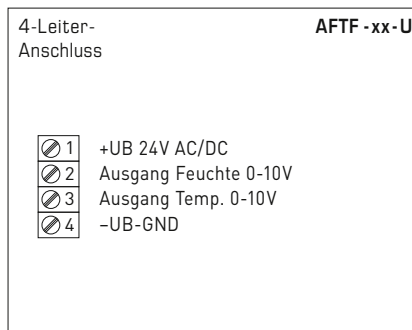 4-Leiter-
Anschluss
AFTF - xx - U
1 +UB 24V AC/DC
2 Ausgang Feuchte 0-10V
3 Ausgang Temp. 0-10V
4 –UB-GND